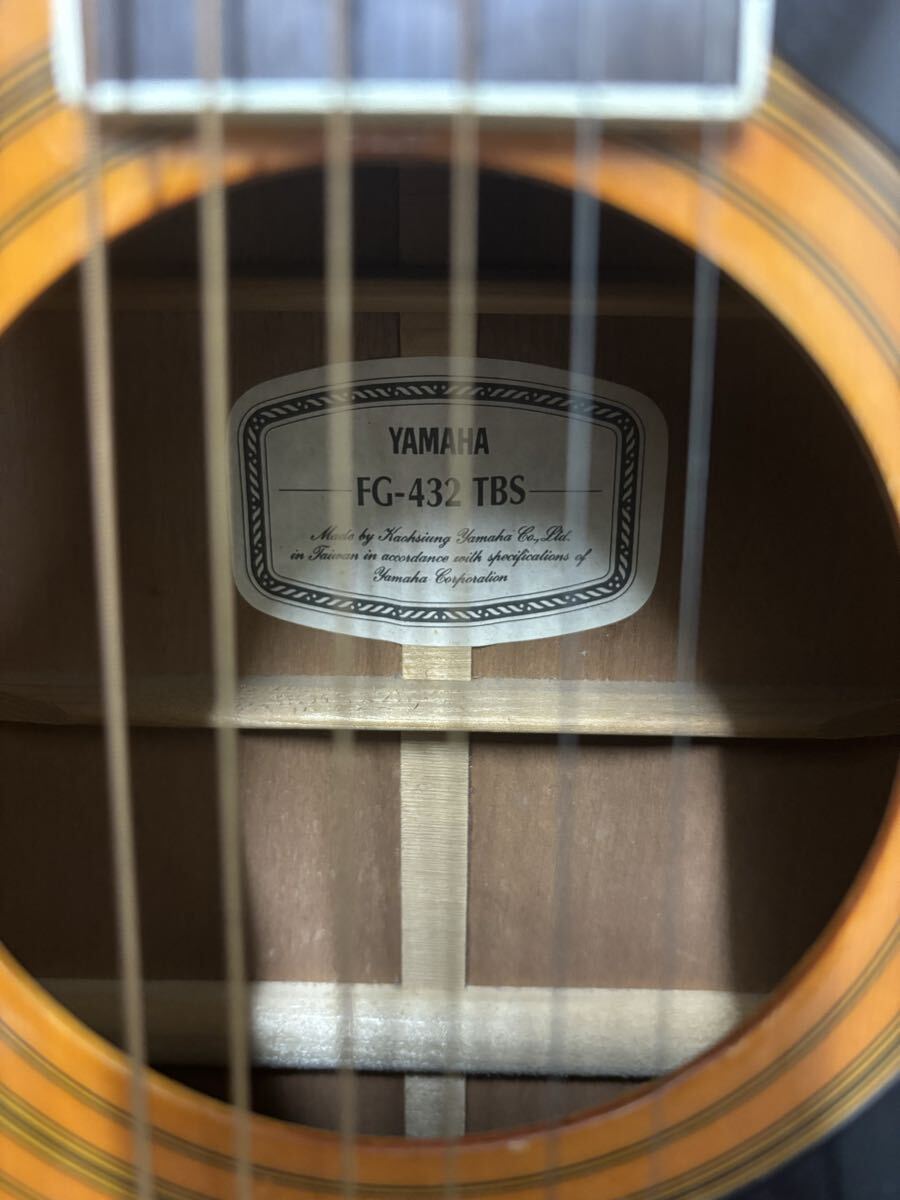 YAMAHA
FG-432 TBS
Made by Kaohsiung Yamaha Co., Ltd.
in Taiwan in accordance with specifications of
Yamaha Corporation